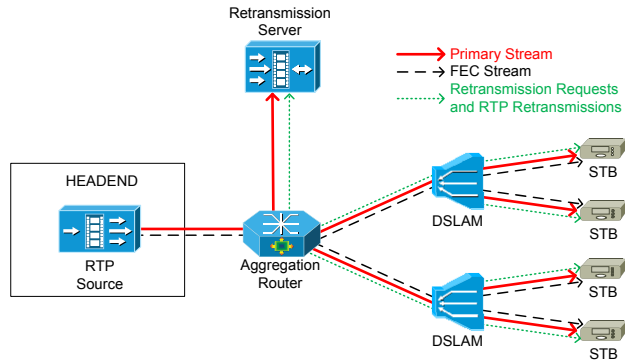 Retransmission
Server
Primary Stream
FEC Stream
Retransmission Requests
and RTP Retransmissions
HEADEND
RTP
Source
Aggregation
Router
DSLAM
DSLAM
STB
STB
STB
STB